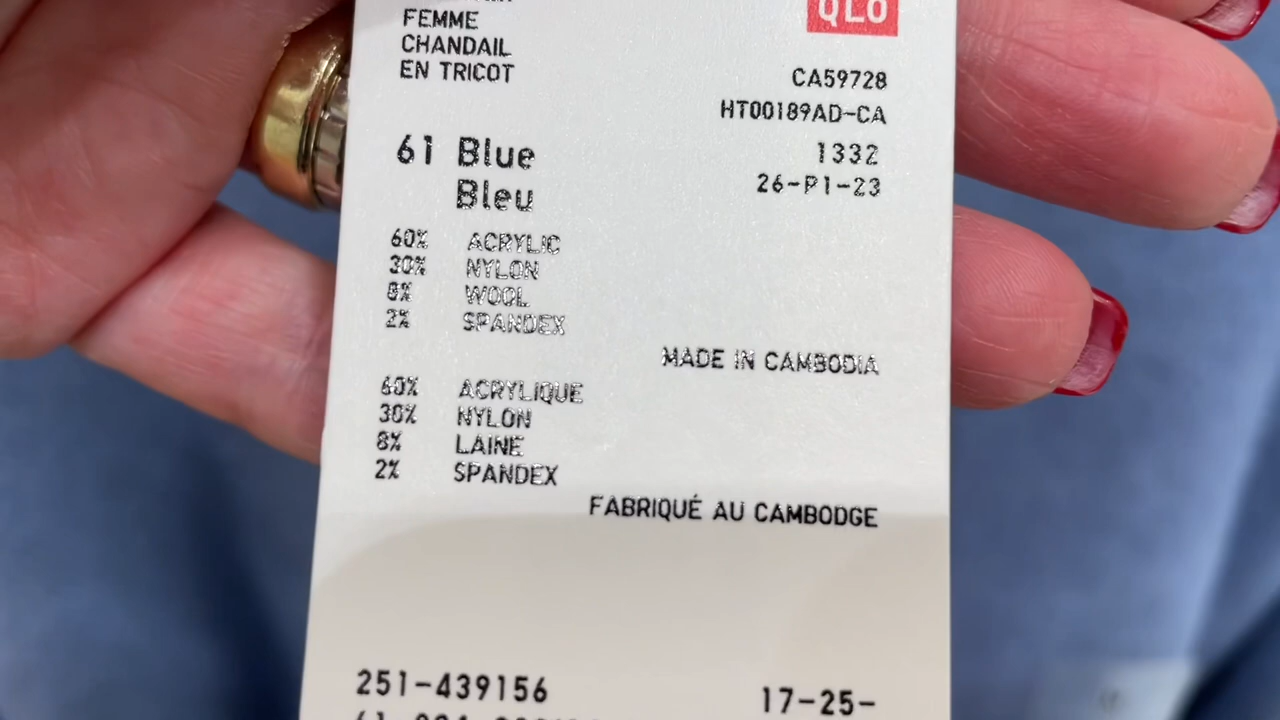 QLO
FEMME
CHANDAIL
EN TRICOT
CA59728
HT00189AD-CA
61 Blue
Bleu
1332
26-P1-23
60% ACRYLIC
30% NYLON
8% WOOL
2% SPANDEX
MADE IN CAMBODIA
60% ACRYLIQUE
30% NYLON
8% LAINE
2% SPANDEX
FABRIQUÉ AU CAMBODGE
251-439156
17-25-